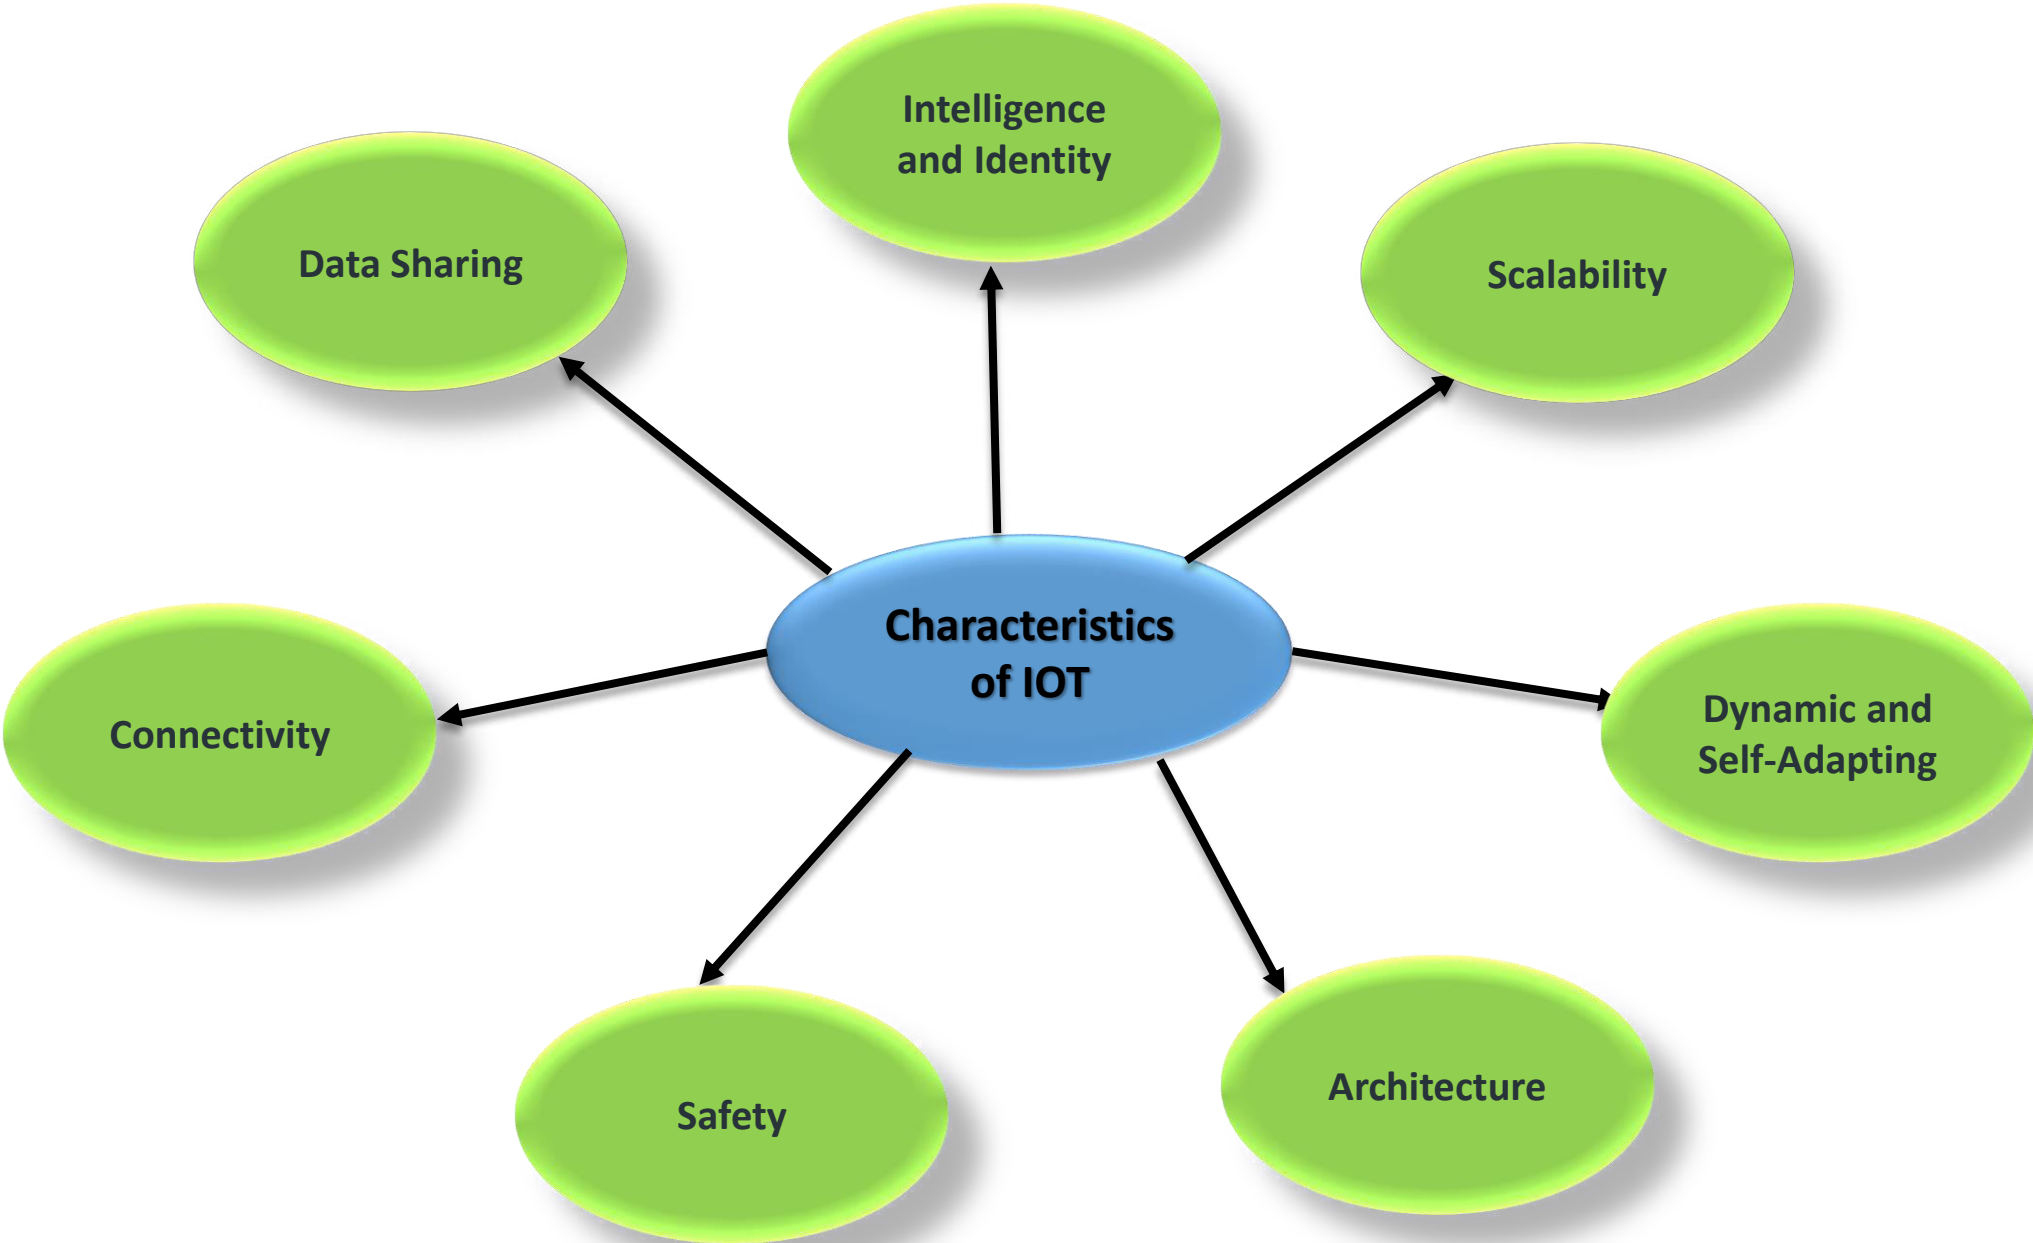 Intelligence
and Identity
Data Sharing
Scalability
Characteristics
of IOT
Connectivity
Dynamic and
Self-Adapting
Safety
Architecture